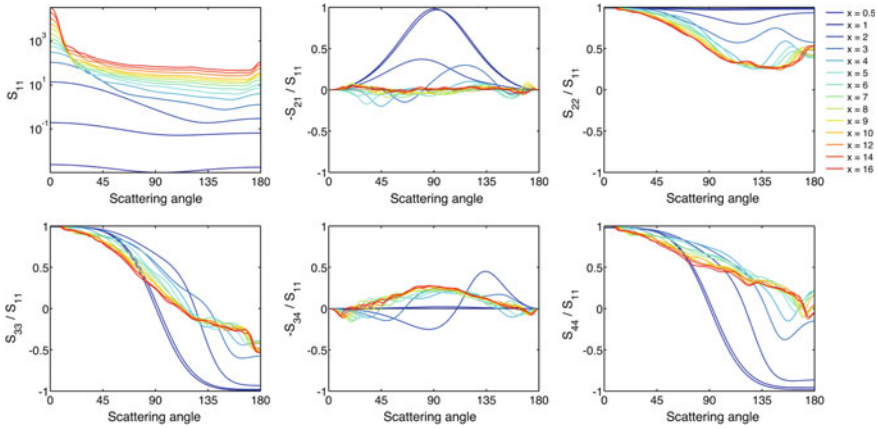 10³
10¹
10⁻¹
S₁₁
0 45 90 135 180
Scattering angle
1
0.5
0
-0.5
-1
-S₂₁ / S₁₁
0 45 90 135 180
Scattering angle
1
0.5
0
-0.5
-1
S₂₂ / S₁₁
0 45 90 135 180
Scattering angle
x = 0.5
x = 1
x = 2
x = 3
x = 4
x = 5
x = 6
x = 7
x = 8
x = 9
x = 10
x = 12
x = 14
x = 16
1
0.5
0
-0.5
-1
S₃₃ / S₁₁
0 45 90 135 180
Scattering angle
1
0.5
0
-0.5
-1
-S₃₄ / S₁₁
0 45 90 135 180
Scattering angle
1
0.5
0
-0.5
-1
S₄₄ / S₁₁
0 45 90 135 180
Scattering angle